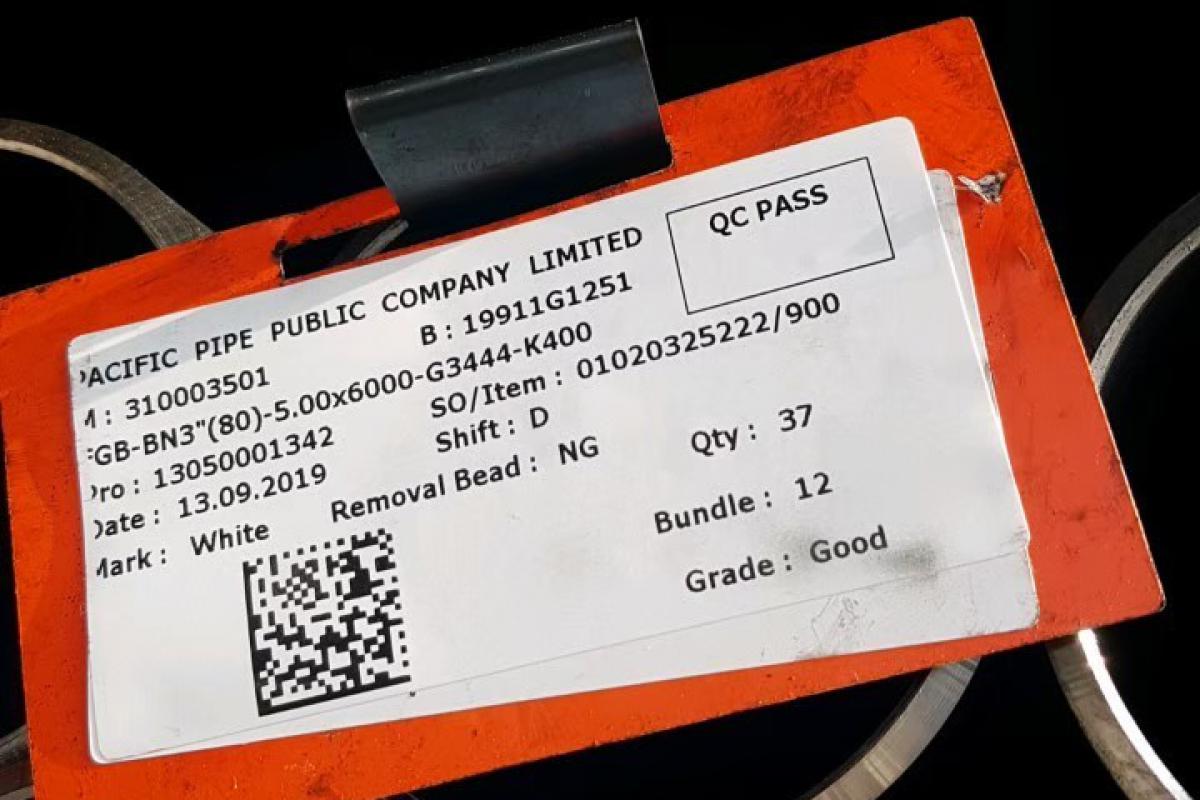 PACIFIC PIPE PUBLIC COMPANY LIMITED
QC PASS
M : 310003501 B : 19911G1251
GB-BN3"(80)-5.00x6000-G3444-K400
Pro : 13050001342 SO/Item : 01020325222/900
Date : 13.09.2019 Shift : D
Mark : White Removal Bead : NG Qty : 37
Bundle : 12
Grade : Good